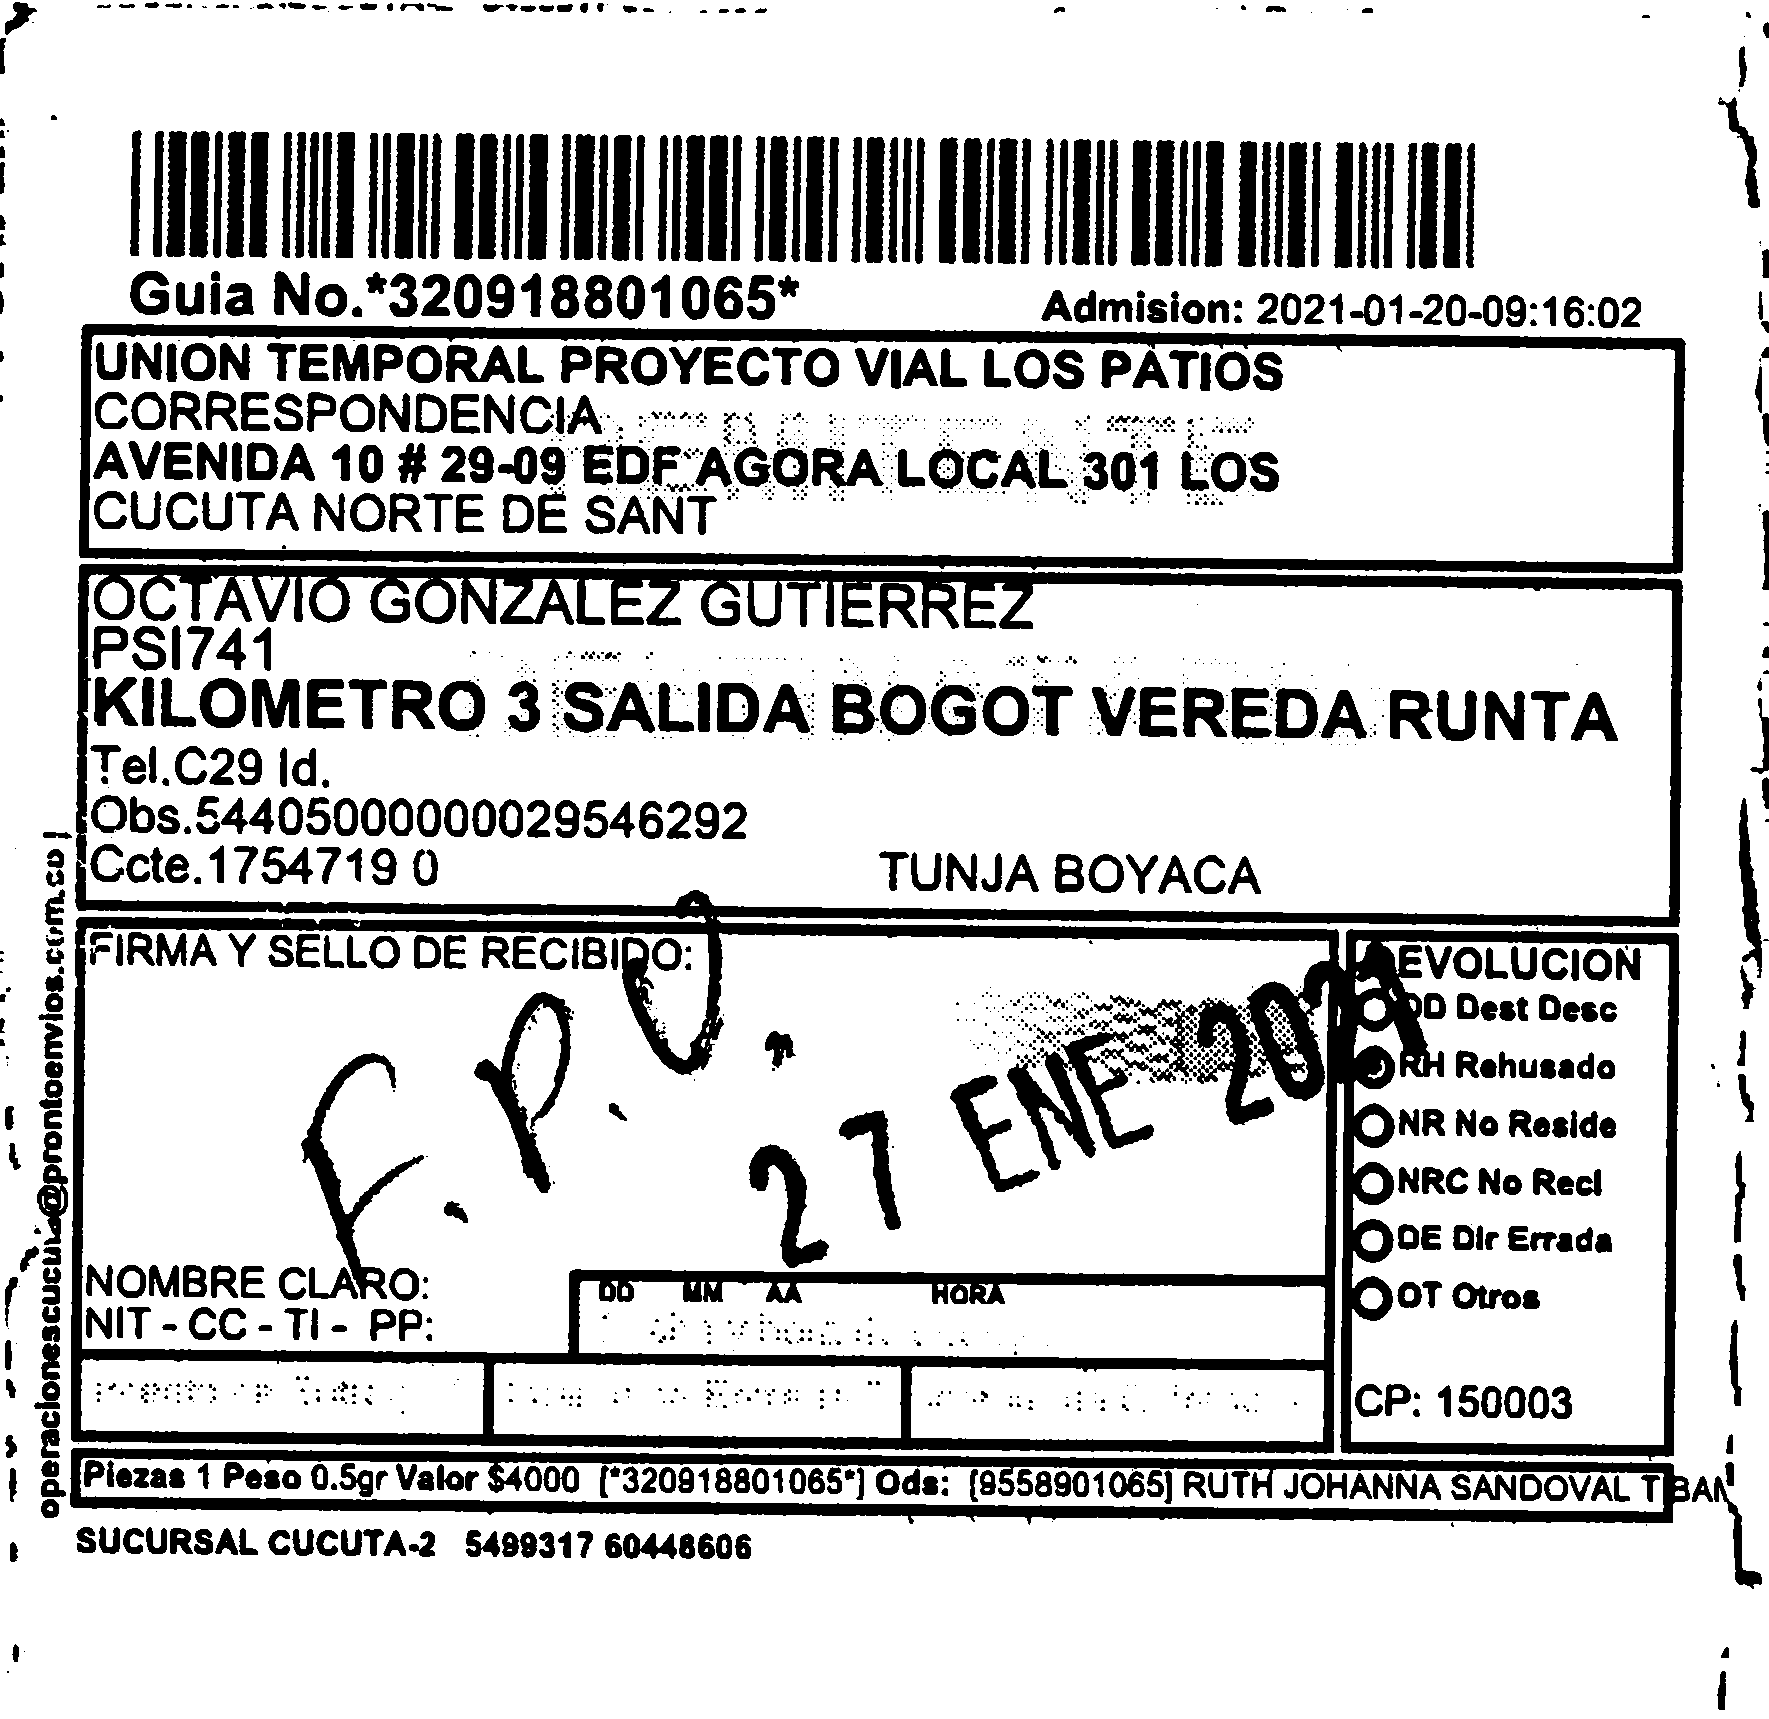 Guia No.*320918801065*
Admision: 2021-01-20-09:16:02
UNION TEMPORAL PROYECTO VIAL LOS PATIOS
CORRESPONDENCIA
AVENIDA 10 # 29-09 EDF AGORA LOCAL 301 LOS
CUCUTA NORTE DE SANT
REMITENTE
OCTAVIO GONZALEZ GUTIERREZ
PSI741
KILOMETRO 3 SALIDA BOGOT VEREDA RUNTA
Tel.C29 Id.
Obs.544050000000029546292
Ccte.1754719 0
TUNJA BOYACA
FIRMA Y SELLO DE RECIBIDO:
F.P.O.
27 ENE 2021
NOMBRE CLARO:
NIT - CC - TI - PP:
DD MM AA HORA
DEVOLUCION
DD Dest Desc
RH Rehusado
NR No Reside
NRC No Recl
DE Dir Errada
OT Otros
CP: 150003
Piezas 1 Peso 0.5gr Valor $4000 [*320918801065*] Ods: [9558901065] RUTH JOHANNA SANDOVAL TIBAM
SUCURSAL CUCUTA-2 5499317 60448606
@prontoenvios.com.co